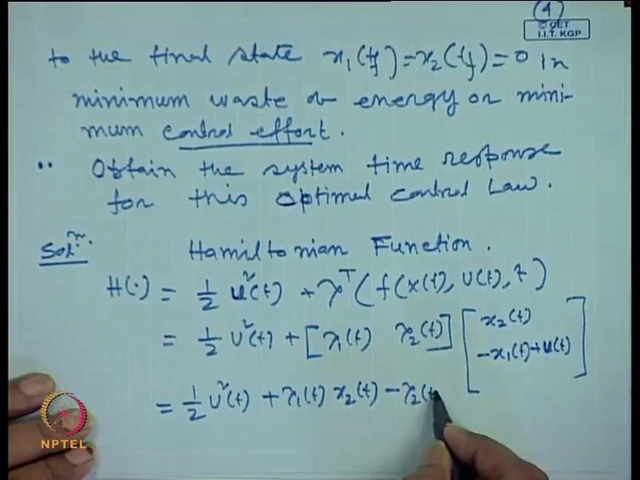 (4)
© CET
I.I.T. KGP
to the final state x₁(tf) = x₂(tf) = 0 in
minimum waste of energy or mini-
mum control effort.
•• Obtain the system time response
for this optimal control Law.
Solⁿ. Hamiltonian Function.
H(·) = 1/2 u²(t) + λᵀ(f(x(t), u(t), t)
= 1/2 u²(t) + [λ₁(t) λ₂(t)] [x₂(t)
-x₁(t)+u(t)]
= 1/2 u²(t) + λ₁(t) x₂(t) - λ₂(t
NPTEL